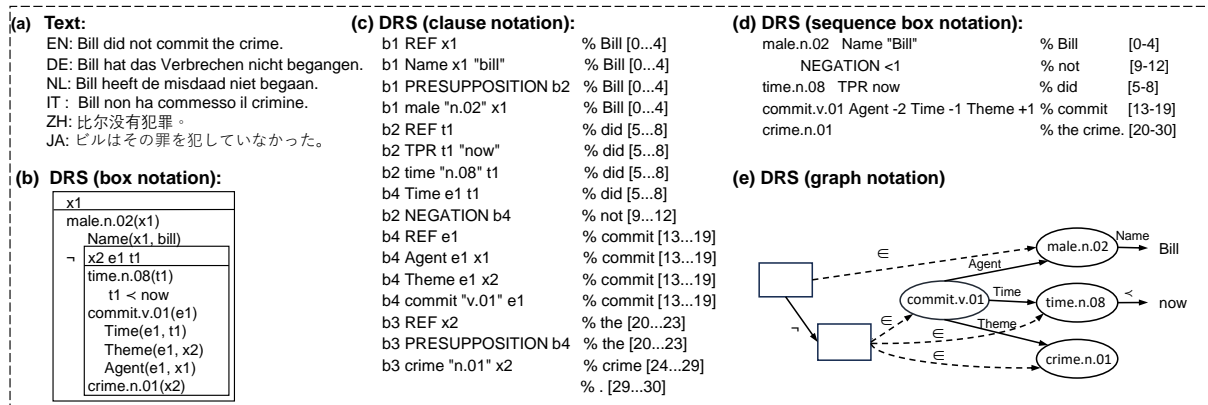 (a) Text:
EN: Bill did not commit the crime.
DE: Bill hat das Verbrechen nicht begangen.
NL: Bill heeft de misdaad niet begaan.
IT : Bill non ha commesso il crimine.
ZH: 比尔没有犯罪。
JA: ビルはその罪を犯していなかった。
(b) DRS (box notation):
x1
male.n.02(x1)
Name(x1, bill)
¬
x2 e1 t1
time.n.08(t1)
t1 ≺ now
commit.v.01(e1)
Time(e1, t1)
Theme(e1, x2)
Agent(e1, x1)
crime.n.01(x2)
(c) DRS (clause notation):
b1 REF x1 % Bill [0...4]
b1 Name x1 "bill" % Bill [0...4]
b1 PRESUPPOSITION b2 % Bill [0...4]
b1 male "n.02" x1 % Bill [0...4]
b2 REF t1 % did [5...8]
b2 TPR t1 "now" % did [5...8]
b2 time "n.08" t1 % did [5...8]
b4 Time e1 t1 % did [5...8]
b2 NEGATION b4 % not [9...12]
b4 REF e1 % commit [13...19]
b4 Agent e1 x1 % commit [13...19]
b4 Theme e1 x2 % commit [13...19]
b4 commit "v.01" e1 % commit [13...19]
b3 REF x2 % the [20...23]
b3 PRESUPPOSITION b4 % the [20...23]
b3 crime "n.01" x2 % crime [24...29]
% . [29...30]
(d) DRS (sequence box notation):
male.n.02 Name "Bill" % Bill [0-4]
NEGATION <1 % not [9-12]
time.n.08 TPR now % did [5-8]
commit.v.01 Agent -2 Time -1 Theme +1 % commit [13-19]
crime.n.01 % the crime. [20-30]
(e) DRS (graph notation)
male.n.02
Name
Bill
∈
Agent
commit.v.01
Time
time.n.08
≺
now
¬
∈
Theme
∈
∈
crime.n.01